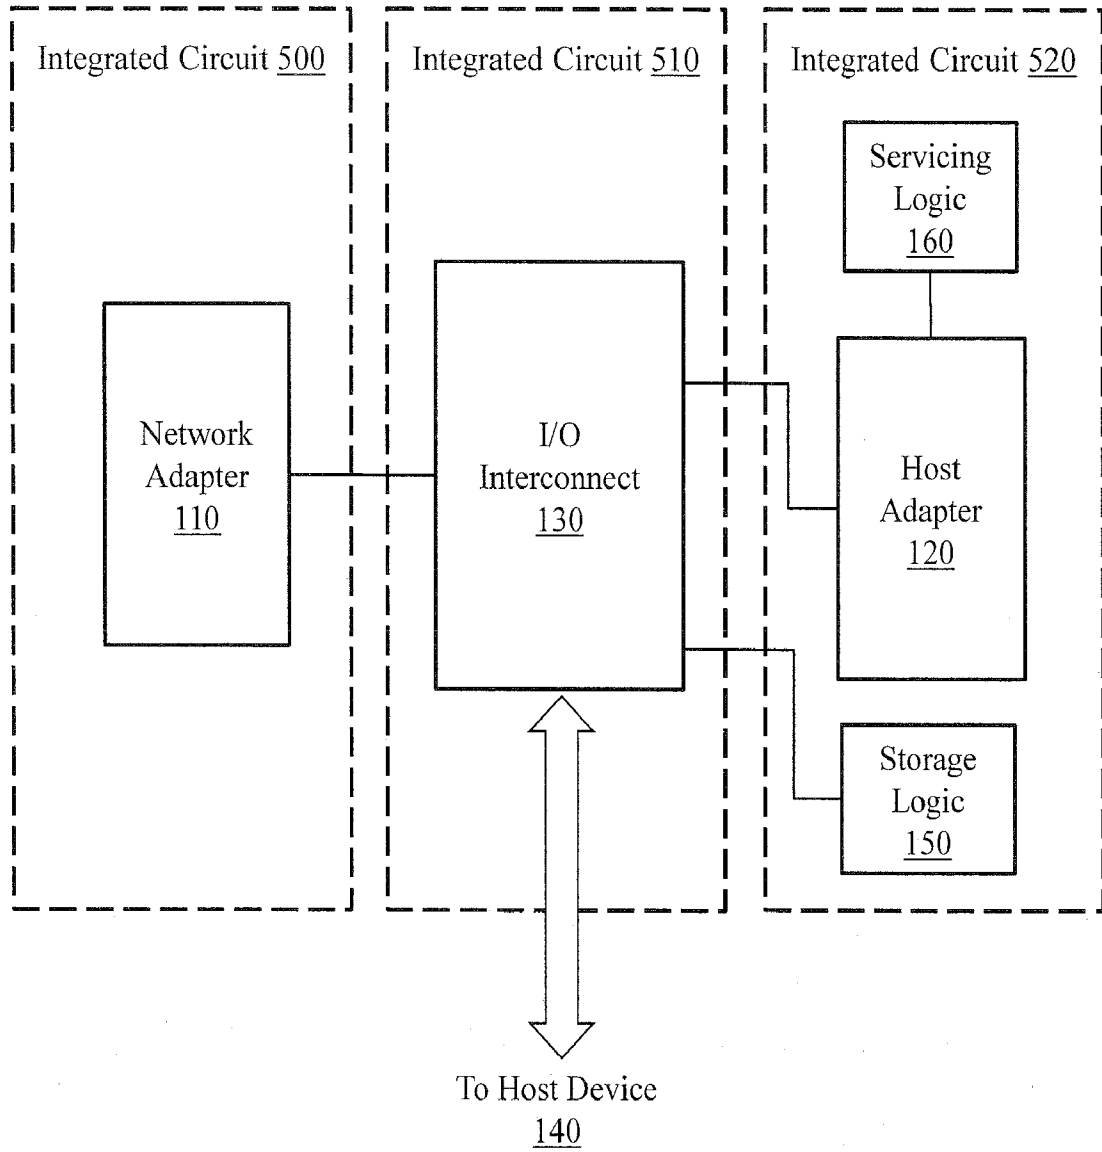 Integrated Circuit 500
Integrated Circuit 510
Integrated Circuit 520
Servicing
Logic
160
Network
Adapter
110
I/O
Interconnect
130
Host
Adapter
120
Storage
Logic
150
To Host Device
140